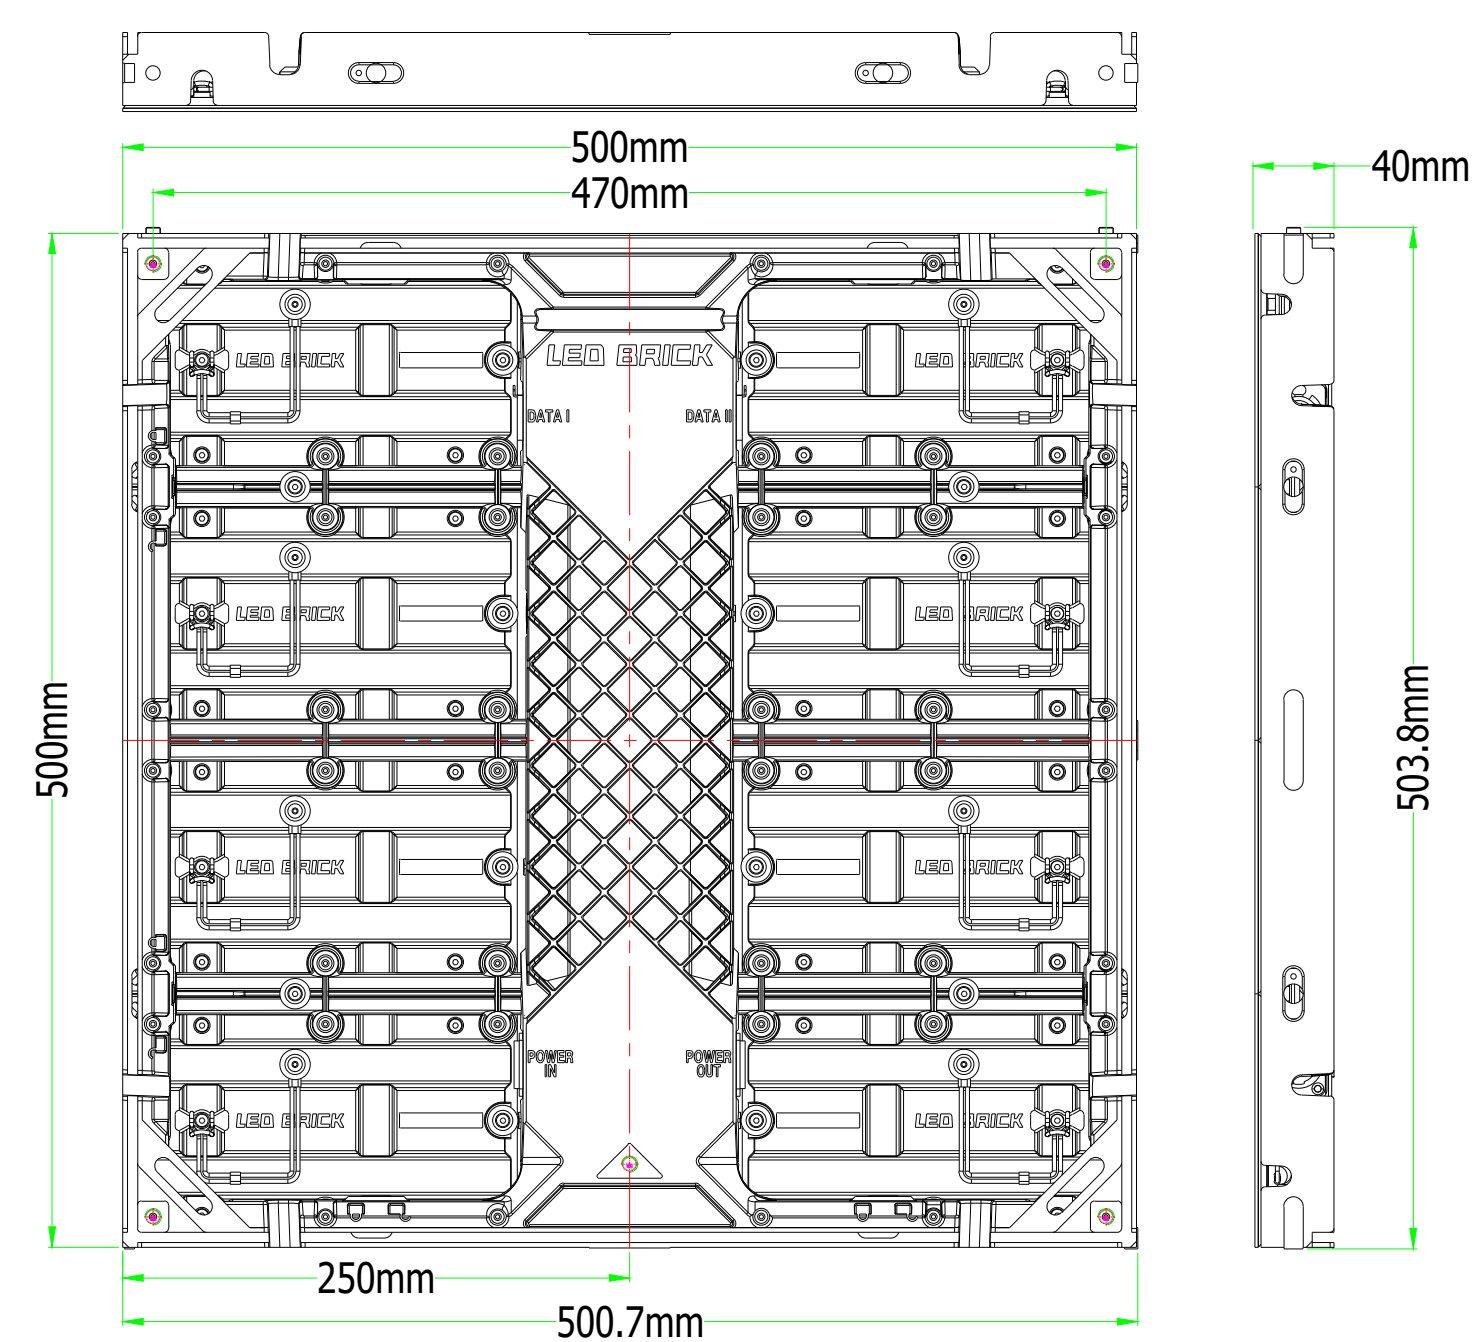 500mm
470mm
40mm
LED BRICK
LED BRICK
LED BRICK
DATA I
DATA II
LED BRICK
LED BRICK
500mm
503.8mm
LED BRICK
LED BRICK
POWER
IN
POWER
OUT
LED BRICK
LED BRICK
250mm
500.7mm